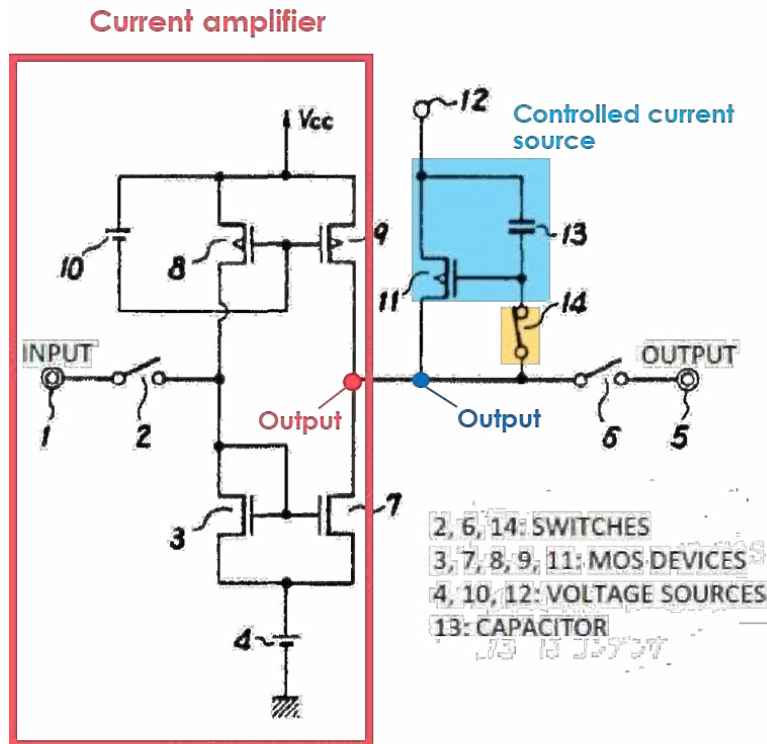 Current amplifier
12
Vcc
Controlled current
source
10
8
9
13
11
14
INPUT
OUTPUT
1
2
Output
Output
6
5
3
7
2, 6, 14: SWITCHES
3, 7, 8, 9, 11: MOS DEVICES
4, 10, 12: VOLTAGE SOURCES
13: CAPACITOR
4